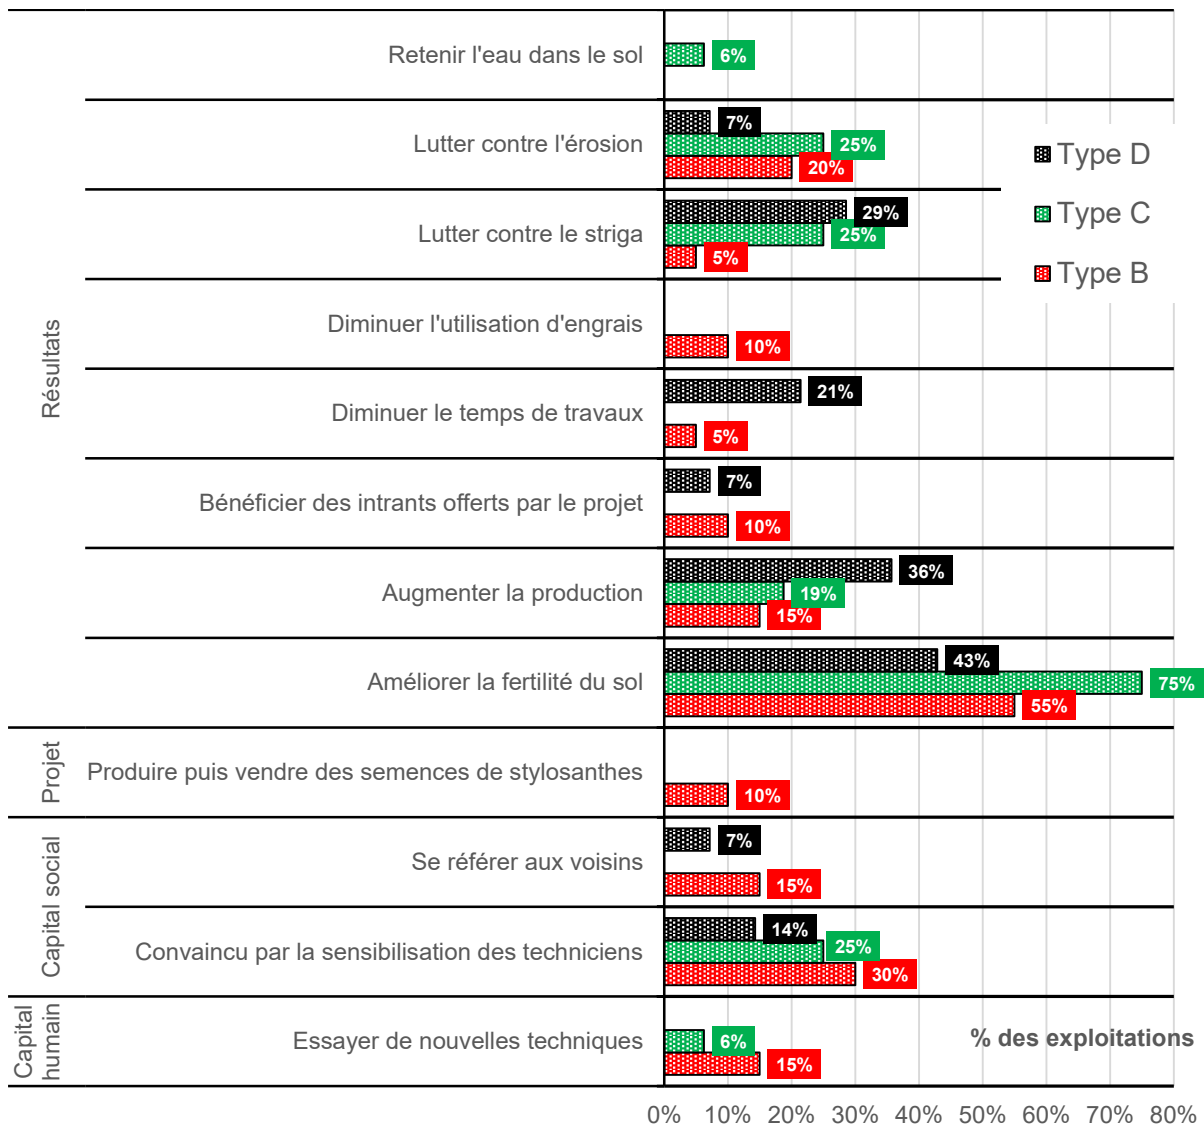 Résultats
Retenir l'eau dans le sol
6%
Lutter contre l'érosion
7%
25%
20%
Lutter contre le striga
29%
25%
5%
Diminuer l'utilisation d'engrais
10%
Diminuer le temps de travaux
21%
5%
Bénéficier des intrants offerts par le projet
7%
10%
Augmenter la production
36%
19%
15%
Améliorer la fertilité du sol
43%
75%
55%
Projet
Produire puis vendre des semences de stylosanthes
10%
Capital social
Se référer aux voisins
7%
15%
Convaincu par la sensibilisation des techniciens
14%
25%
30%
Capital
humain
Essayer de nouvelles techniques
6%
15%
Type D
Type C
Type B
% des exploitations
0% 10% 20% 30% 40% 50% 60% 70% 80%